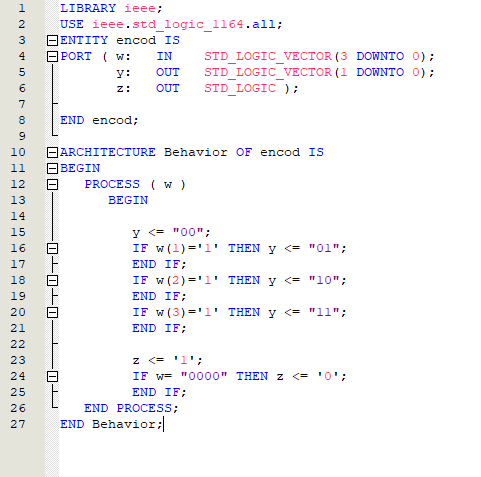 1 LIBRARY ieee;
2 USE ieee.std_logic_1164.all;
3 ENTITY encod IS
4 PORT ( w: IN STD_LOGIC_VECTOR(3 DOWNTO 0);
5 y: OUT STD_LOGIC_VECTOR(1 DOWNTO 0);
6 z: OUT STD_LOGIC );
7
8 END encod;
9
10 ARCHITECTURE Behavior OF encod IS
11 BEGIN
12 PROCESS ( w )
13 BEGIN
14
15 y <= "00";
16 IF w(1)='1' THEN y <= "01";
17 END IF;
18 IF w(2)='1' THEN y <= "10";
19 END IF;
20 IF w(3)='1' THEN y <= "11";
21 END IF;
22
23 z <= '1';
24 IF w= "0000" THEN z <= '0';
25 END IF;
26 END PROCESS;
27 END Behavior;